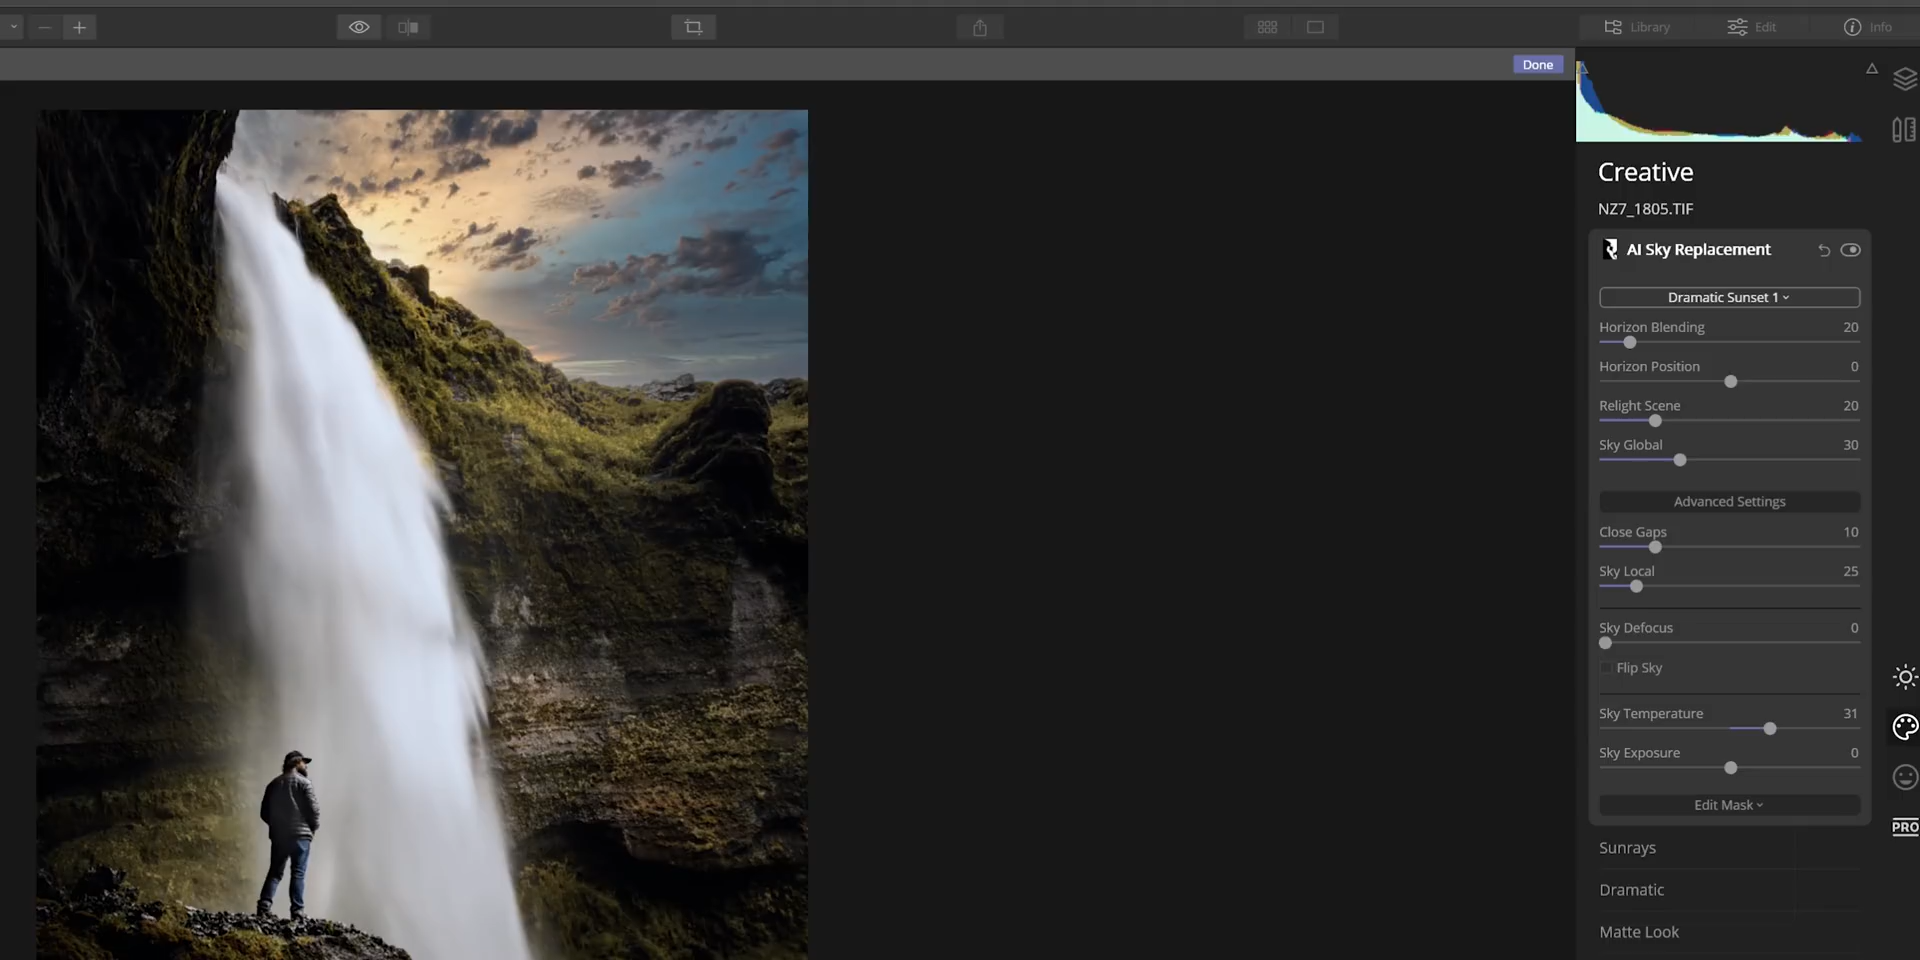 Library
Edit
Info
Done
Creative
NZ7_1805.TIF
AI Sky Replacement
Dramatic Sunset 1
Horizon Blending 20
Horizon Position 0
Relight Scene 20
Sky Global 30
Advanced Settings
Close Gaps 10
Sky Local 25
Sky Defocus 0
Flip Sky
Sky Temperature 31
Sky Exposure 0
Edit Mask
PRO
Sunrays
Dramatic
Matte Look